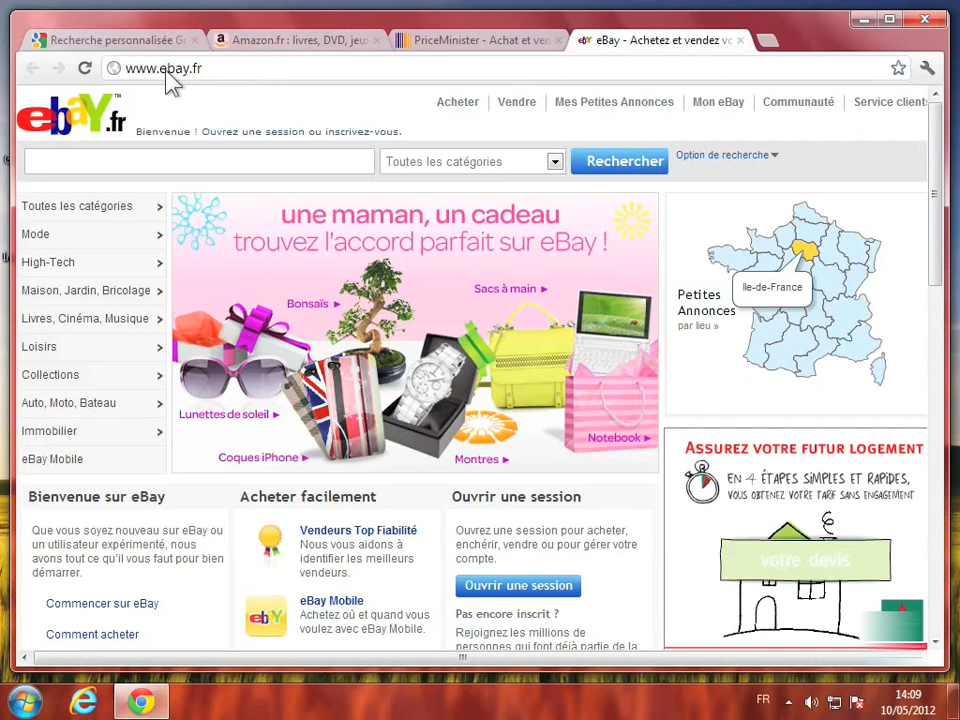 Recherche personnalisée Go
Amazon.fr : livres, DVD, jeu
PriceMinister - Achat et ven
eBay - Achetez et vendez vo
www.ebay.fr
ebay™.fr
Bienvenue ! Ouvrez une session ou inscrivez-vous.
Acheter
Vendre
Mes Petites Annonces
Mon eBay
Communauté
Service clients
Toutes les catégories
Rechercher
Option de recherche
Toutes les catégories
Mode
High-Tech
Maison, Jardin, Bricolage
Livres, Cinéma, Musique
Loisirs
Collections
Auto, Moto, Bateau
Immobilier
eBay Mobile
une maman, un cadeau
trouvez l'accord parfait sur eBay !
Bonsaïs
Sacs à main
Lunettes de soleil
Coques iPhone
Montres
Notebook
Ile-de-France
Petites
Annonces
par lieu »
ASSUREZ VOTRE FUTUR LOGEMENT
EN 4 ÉTAPES SIMPLES ET RAPIDES,
VOUS OBTENEZ VOTRE TARIF SANS ENGAGEMENT
votre devis
Bienvenue sur eBay
Que vous soyez nouveau sur eBay ou
un utilisateur expérimenté, nous
avons tout ce qu'il vous faut pour bien
démarrer.
Commencer sur eBay
Comment acheter
Acheter facilement
Vendeurs Top Fiabilité
Nous vous aidons à
identifier les meilleurs
vendeurs.
ebY
eBay Mobile
Achetez où et quand vous
voulez avec eBay Mobile.
Ouvrir une session
Ouvrez une session pour acheter,
enchérir, vendre ou pour gérer votre
compte.
Ouvrir une session
Pas encore inscrit ?
Rejoignez les millions de
personnes qui font déjà partie de la
FR
14:09
10/05/2012